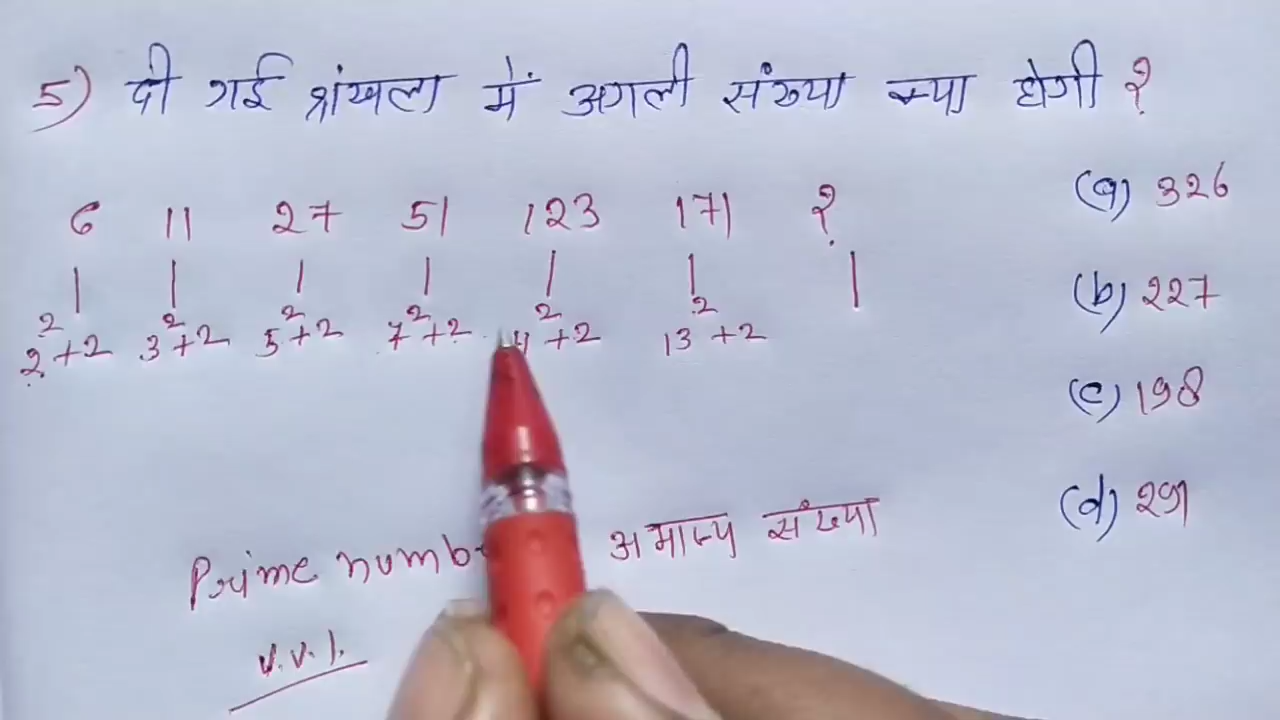 5) दी गई श्रंखला में अगली संख्या क्या होगी ?
6 11 27 51 123 171 ?
2²+2 3²+2 5²+2 7²+2 11²+2 13²+2
(a) 326
(b) 227
(c) 198
(d) 291
Prime numb अभाज्य संख्या
V.V.I.